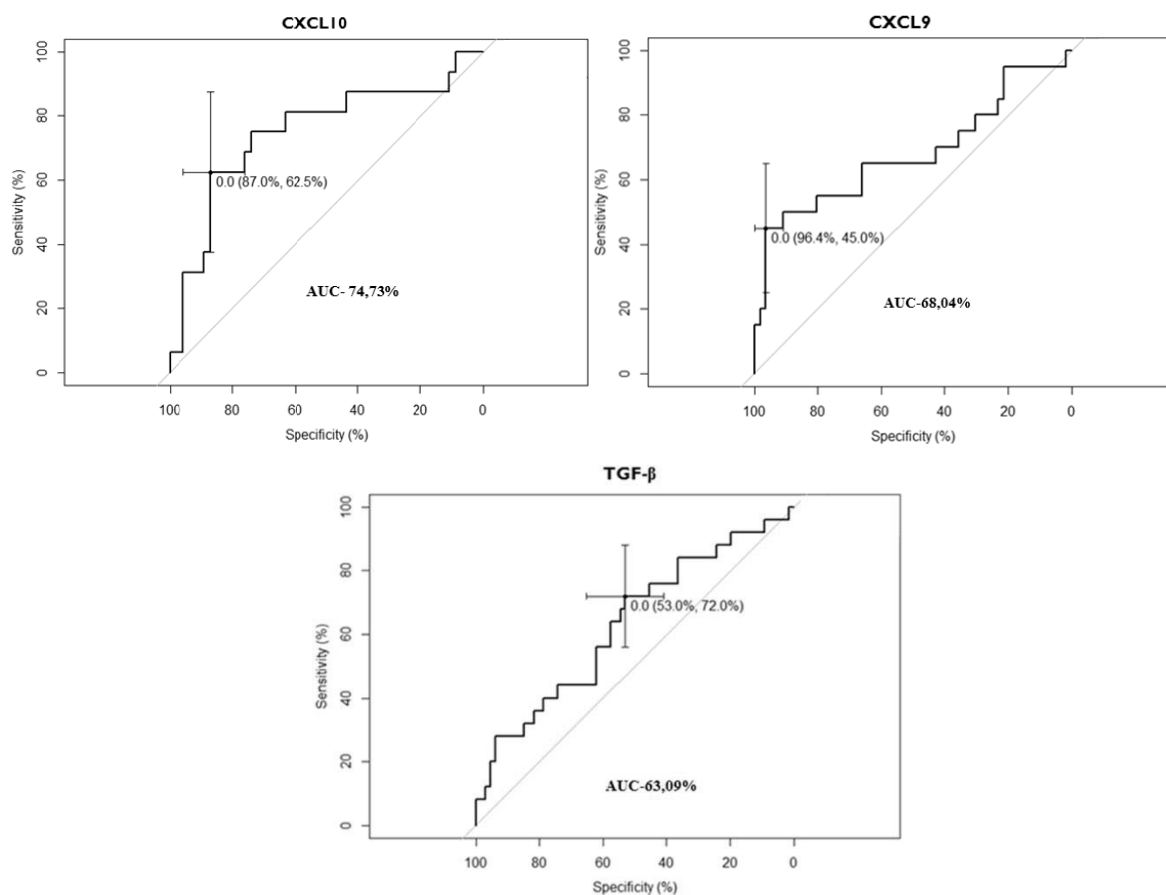 CXCL10
Sensitivity (%)
100
80
60
40
20
0
0.0 (87.0%, 62.5%)
AUC- 74,73%
100 80 60 40 20 0
Specificity (%)
CXCL9
Sensitivity (%)
100
80
60
40
20
0
0.0 (96.4%, 45.0%)
AUC-68,04%
100 80 60 40 20 0
Specificity (%)
TGF-β
Sensitivity (%)
100
80
60
40
20
0
0.0 (53.0%, 72.0%)
AUC-63,09%
100 80 60 40 20 0
Specificity (%)